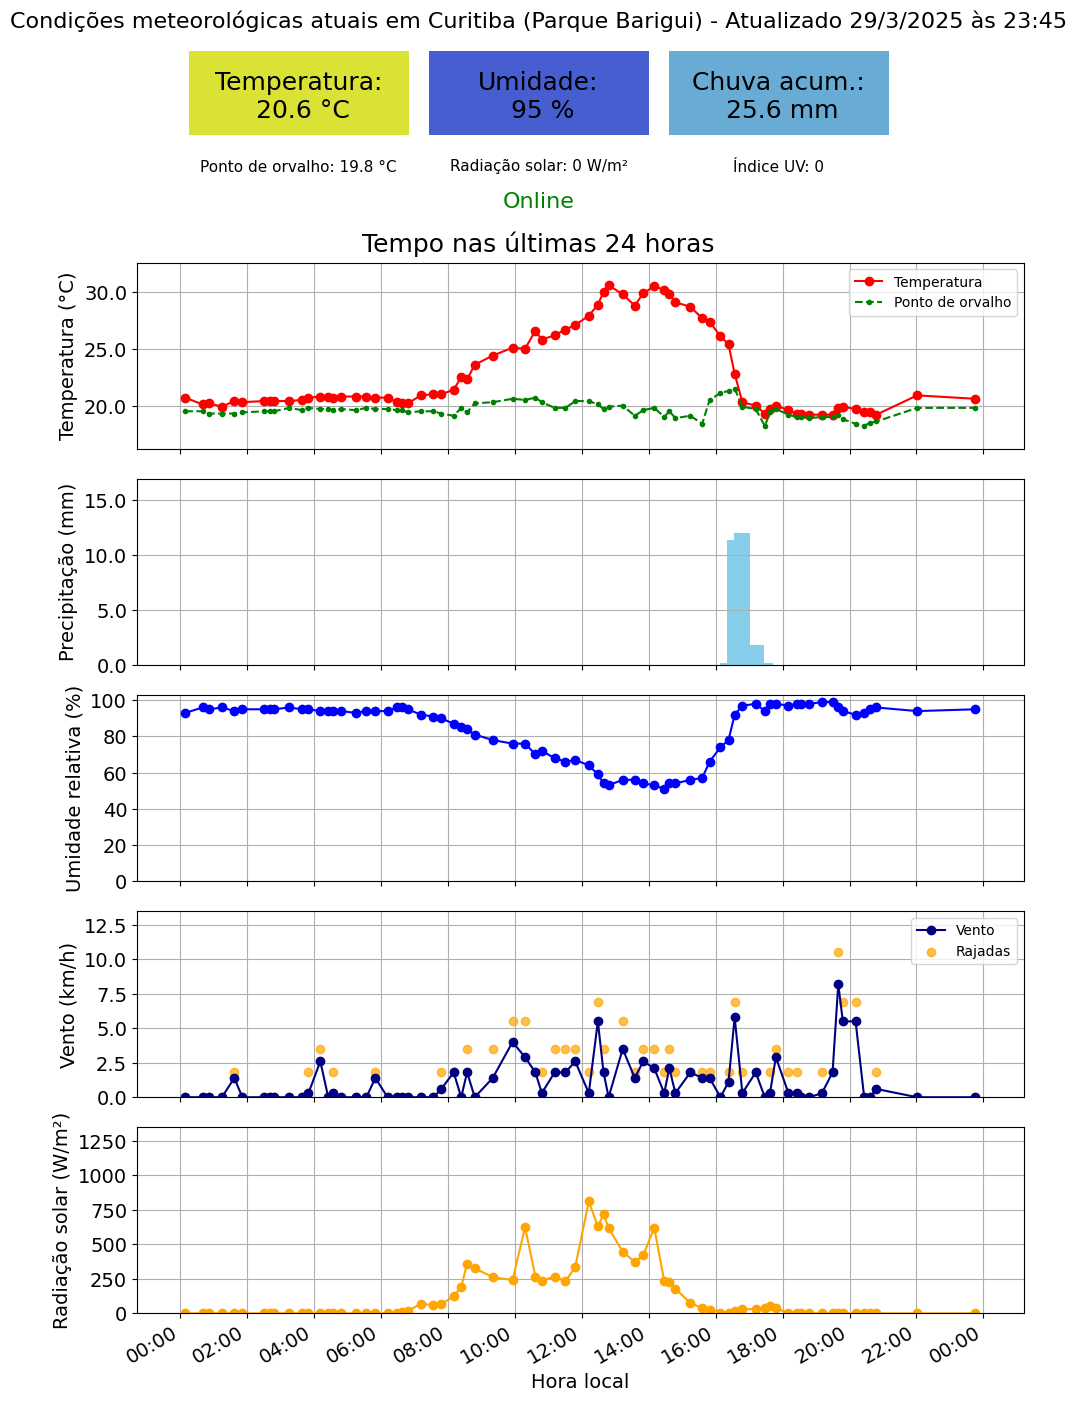 Condições meteorológicas atuais em Curitiba (Parque Barigui) - Atualizado 29/3/2025 às 23:45
Temperatura:
20.6 °C
Umidade:
95 %
Chuva acum.:
25.6 mm
Ponto de orvalho: 19.8 °C
Radiação solar: 0 W/m²
Índice UV: 0
Online
Tempo nas últimas 24 horas
Temperatura (°C)
30.0
25.0
20.0
Temperatura
Ponto de orvalho
Precipitação (mm)
15.0
10.0
5.0
0.0
Umidade relativa (%)
100
80
60
40
20
0
Vento (km/h)
12.5
10.0
7.5
5.0
2.5
0.0
Vento
Rajadas
Radiação solar (W/m²)
1250
1000
750
500
250
0
00:00
02:00
04:00
06:00
08:00
10:00
12:00
14:00
16:00
18:00
20:00
22:00
00:00
Hora local